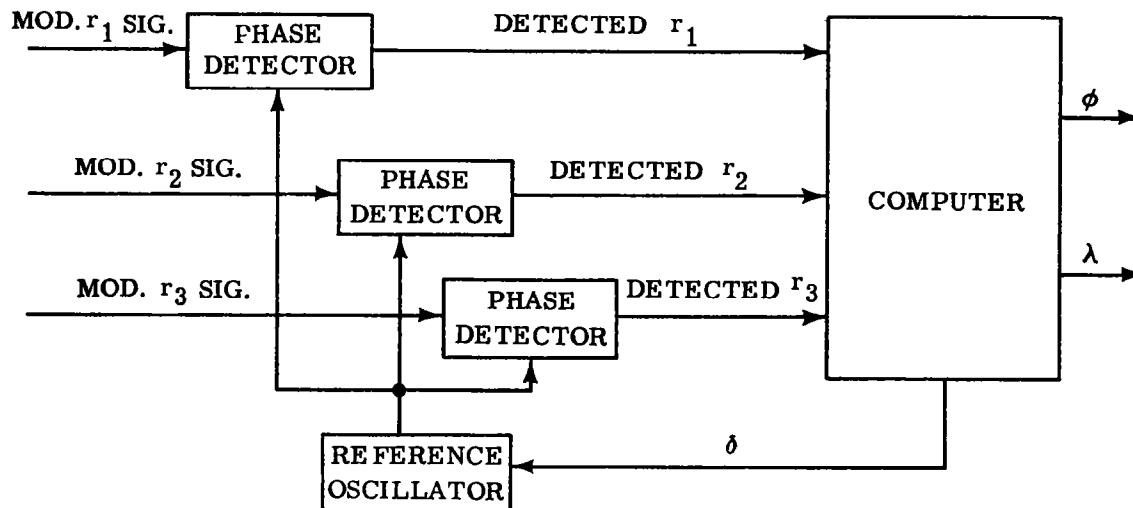 MOD. r1 SIG.
PHASE
DETECTOR
DETECTED r1
MOD. r2 SIG.
PHASE
DETECTOR
DETECTED r2
MOD. r3 SIG.
PHASE
DETECTOR
DETECTED r3
COMPUTER
ϕ
λ
REFERENCE
OSCILLATOR
δ